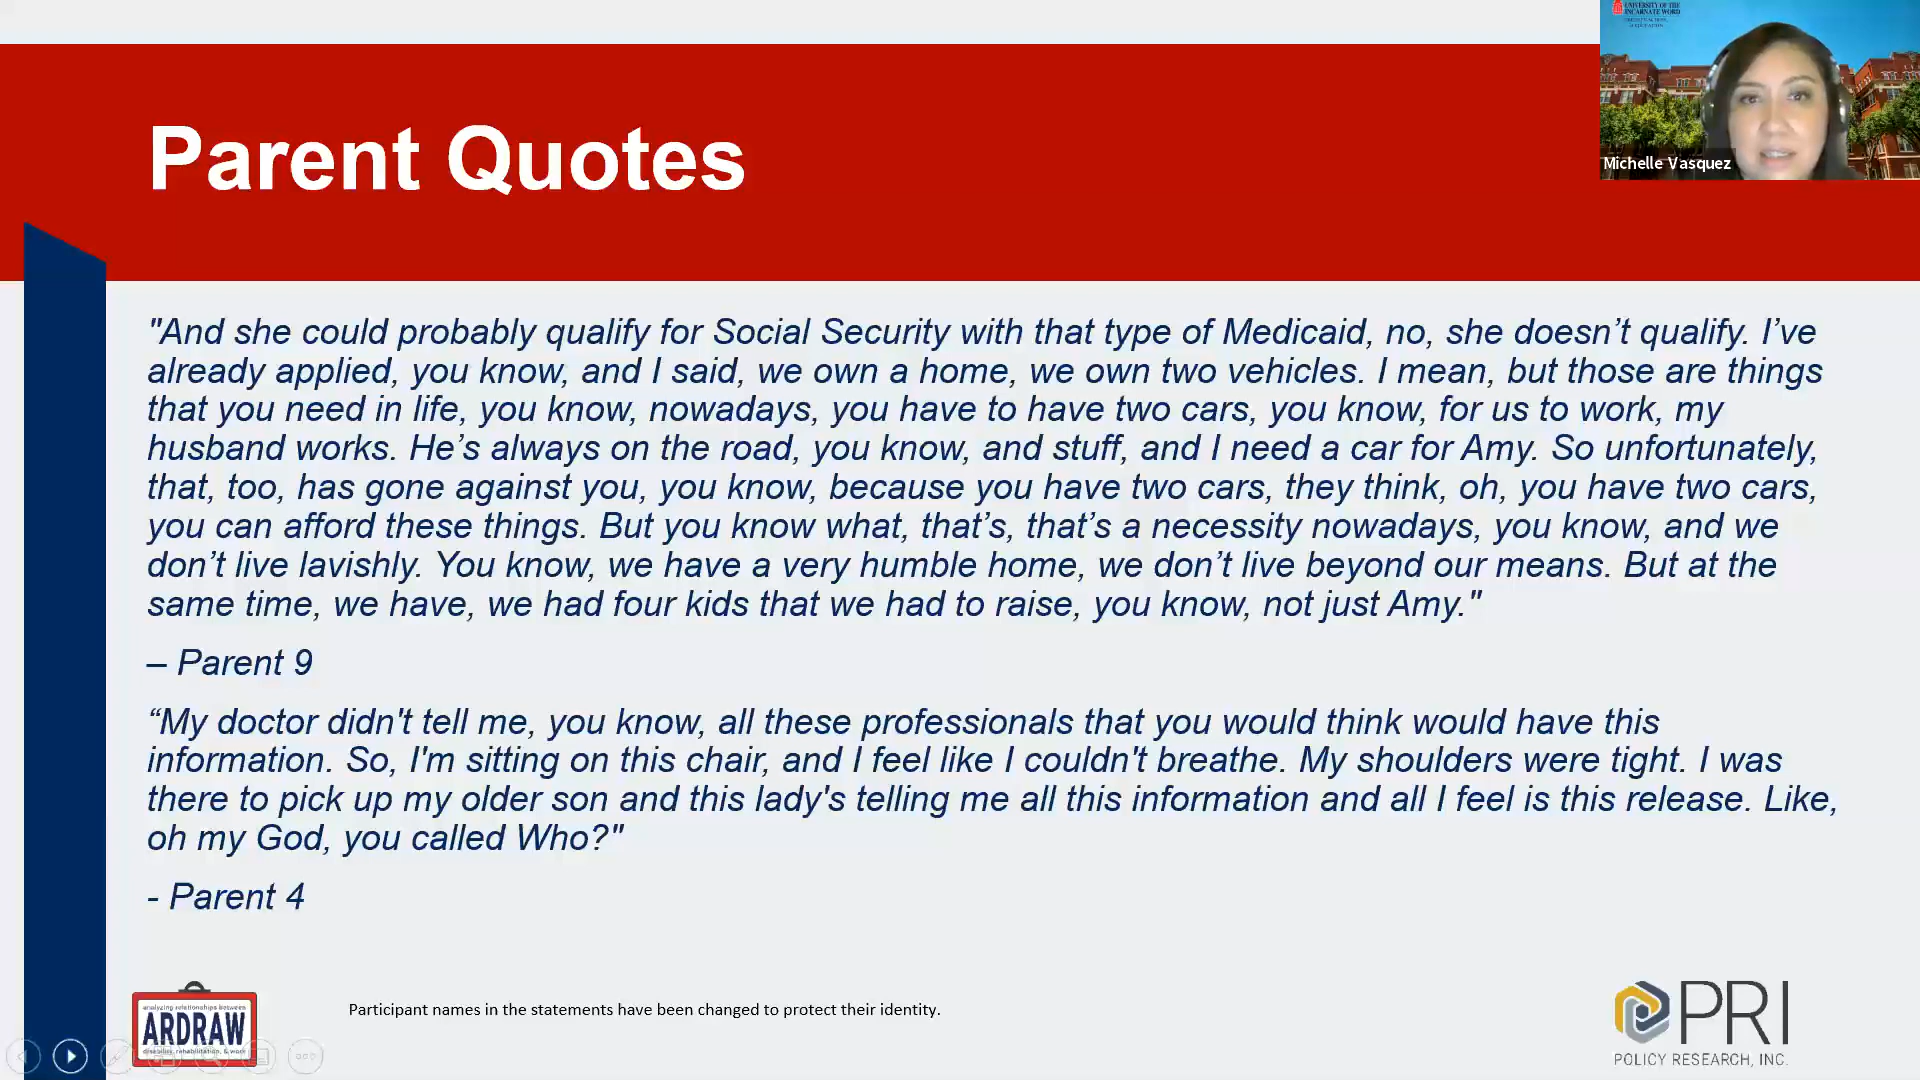 UNIVERSITY OF THE
INCARNATE WORD
Parent Quotes
Michelle Vasquez
"And she could probably qualify for Social Security with that type of Medicaid, no, she doesn’t qualify. I’ve
already applied, you know, and I said, we own a home, we own two vehicles. I mean, but those are things
that you need in life, you know, nowadays, you have to have two cars, you know, for us to work, my
husband works. He’s always on the road, you know, and stuff, and I need a car for Amy. So unfortunately,
that, too, has gone against you, you know, because you have two cars, they think, oh, you have two cars,
you can afford these things. But you know what, that’s, that’s a necessity nowadays, you know, and we
don’t live lavishly. You know, we have a very humble home, we don’t live beyond our means. But at the
same time, we have, we had four kids that we had to raise, you know, not just Amy."
– Parent 9
“My doctor didn't tell me, you know, all these professionals that you would think would have this
information. So, I'm sitting on this chair, and I feel like I couldn't breathe. My shoulders were tight. I was
there to pick up my older son and this lady's telling me all this information and all I feel is this release. Like,
oh my God, you called Who?"
- Parent 4
analyzing relationships between
ARDRAW
disability, rehabilitation, & work
Participant names in the statements have been changed to protect their identity.
PRI
POLICY RESEARCH, INC.